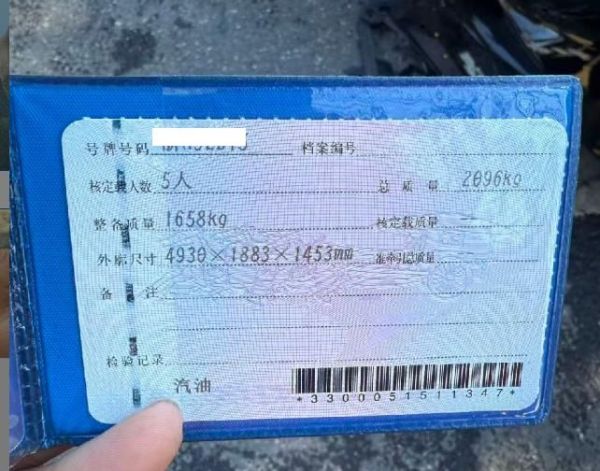 号牌号码 档案编号
核定载人数 5人 总质量 2096kg
整备质量 1658kg 核定载质量
外廓尺寸 4930×1883×1453mm 准牵引总质量
备注
检验记录
汽油
*3300051511347*